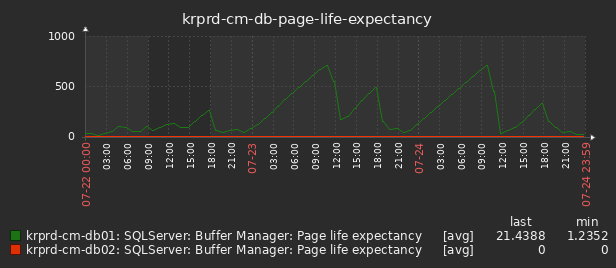 krprd-cm-db-page-life-expectancy
1000
500
0
07-22 00:00 03:00 06:00 09:00 12:00 15:00 18:00 21:00 07-23 03:00 06:00 09:00 12:00 15:00 18:00 21:00 07-24 03:00 06:00 09:00 12:00 15:00 18:00 21:00 07-24 23:59
last min
krprd-cm-db01: SQLServer: Buffer Manager: Page life expectancy [avg] 21.4388 1.2352
krprd-cm-db02: SQLServer: Buffer Manager: Page life expectancy [avg] 0 0